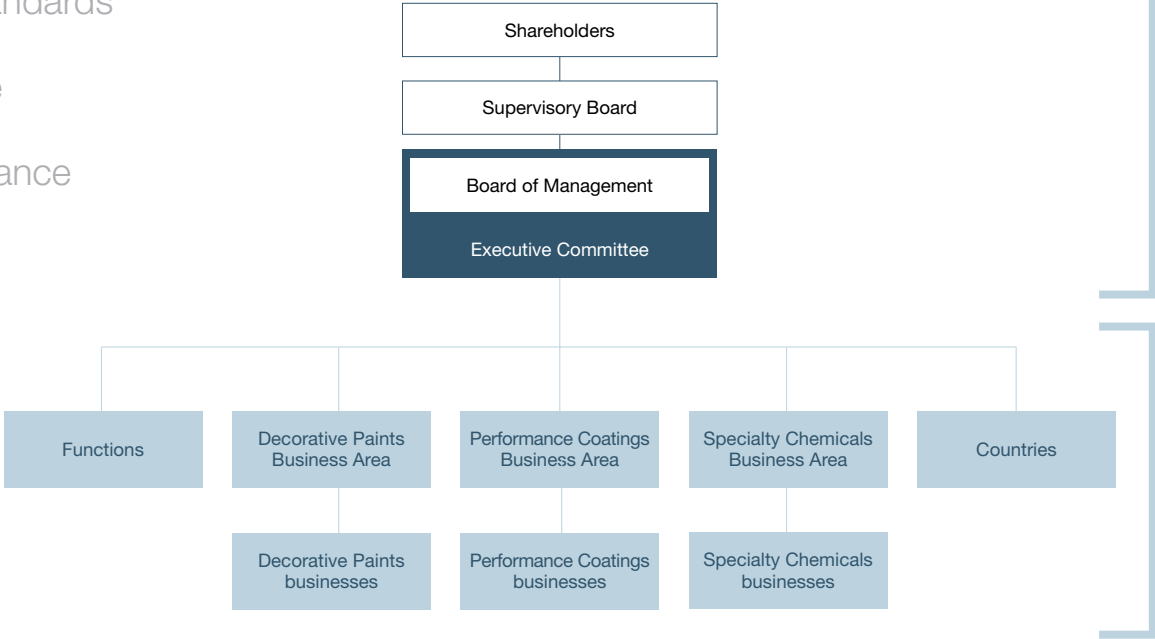 Shareholders
Supervisory Board
Board of Management
Executive Committee
Functions
Decorative Paints
Business Area
Performance Coatings
Business Area
Specialty Chemicals
Business Area
Countries
Decorative Paints
businesses
Performance Coatings
businesses
Specialty Chemicals
businesses